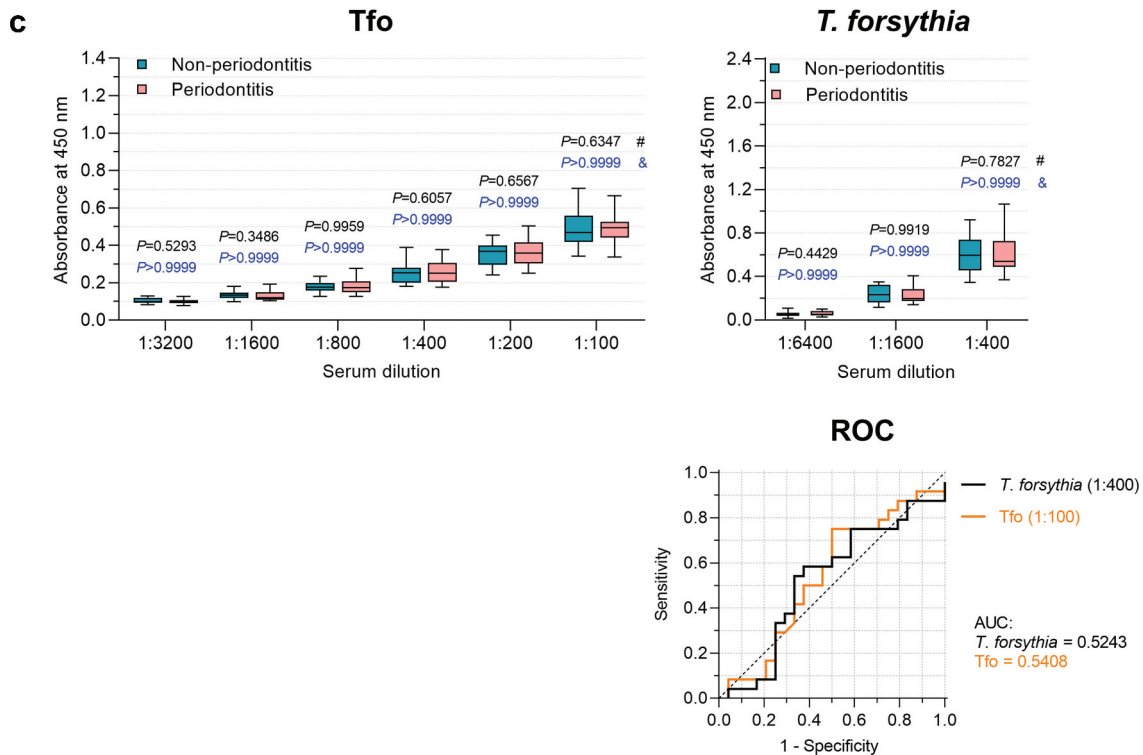 c
Tfo
1.4
1.2
1.0
0.8
0.6
0.4
0.2
0.0
Absorbance at 450 nm
Non-periodontitis
Periodontitis
P=0.5293
P>0.9999
P=0.3486
P>0.9999
P=0.9959
P>0.9999
P=0.6057
P>0.9999
P=0.6567
P>0.9999
P=0.6347 #
P>0.9999 &
1:3200 1:1600 1:800 1:400 1:200 1:100
Serum dilution
T. forsythia
2.4
2.0
1.6
1.2
0.8
0.4
0.0
Absorbance at 450 nm
Non-periodontitis
Periodontitis
P=0.4429
P>0.9999
P=0.9919
P>0.9999
P=0.7827 #
P>0.9999 &
1:6400 1:1600 1:400
Serum dilution
ROC
1.0
0.8
0.6
0.4
0.2
0.0
Sensitivity
0.0 0.2 0.4 0.6 0.8 1.0
1 - Specificity
T. forsythia (1:400)
Tfo (1:100)
AUC:
T. forsythia = 0.5243
Tfo = 0.5408